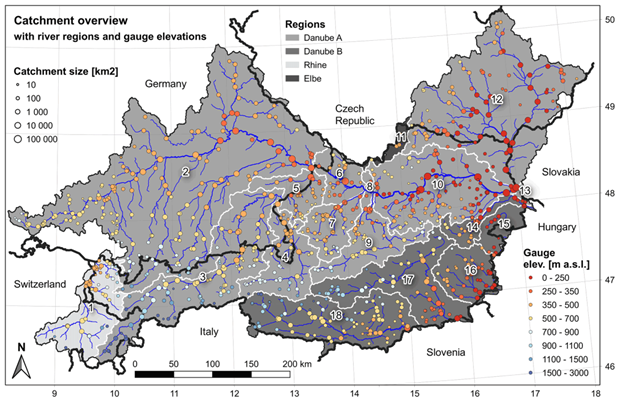 Catchment overview
with river regions and gauge elevations
Catchment size [km2]
10
100
1 000
10 000
100 000
Regions
Danube A
Danube B
Rhine
Elbe
Germany
Czech
Republic
Slovakia
Hungary
Switzerland
Italy
Slovenia
1
2
3
4
5
6
7
8
9
10
11
12
13
14
15
16
17
18
Gauge
elev. [m a.s.l.]
0 - 250
250 - 350
350 - 500
500 - 700
700 - 900
900 - 1100
1100 - 1500
1500 - 3000
N
0 50 100 150 200 km
50
49
48
47
46
9 10 11 12 13 14 15 16 17 18